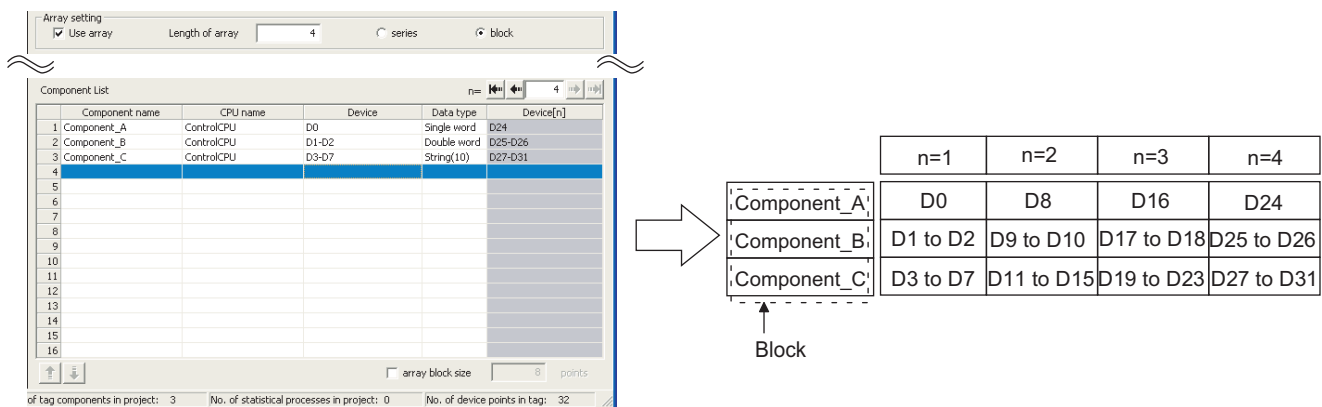 Array setting
Use array Length of array 4 series block
Component List n= 4
Component name CPU name Device Data type Device[n]
1 Component_A ControlCPU D0 Single word D24
2 Component_B ControlCPU D1-D2 Double word D25-D26
3 Component_C ControlCPU D3-D7 String(10) D27-D31
4
5
6
7
8
9
10
11
12
13
14
15
16
array block size 8 points
of tag components in project: 3 No. of statistical processes in project: 0 No. of device points in tag: 32
n=1 n=2 n=3 n=4
Component_A D0 D8 D16 D24
Component_B D1 to D2 D9 to D10 D17 to D18 D25 to D26
Component_C D3 to D7 D11 to D15 D19 to D23 D27 to D31
Block